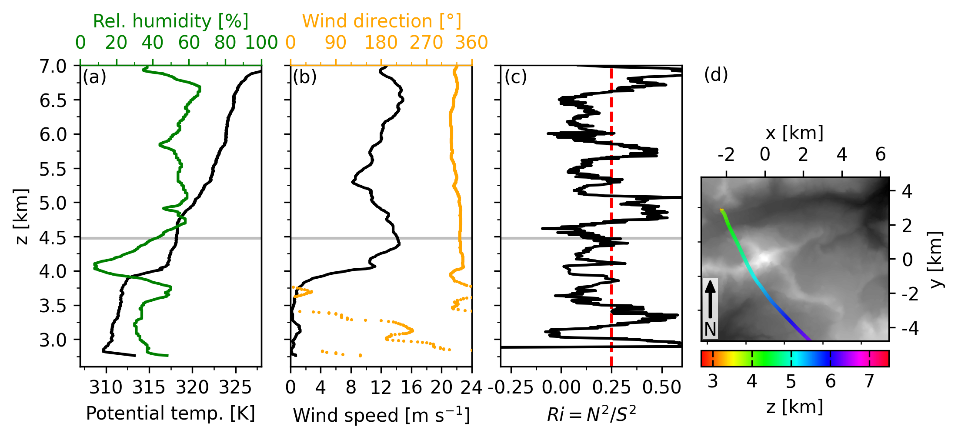 Rel. humidity [%]
0 20 40 60 80 100
Wind direction [°]
0 90 180 270 360
(a)
(b)
(c)
(d)
z [km]
7.0
6.5
6.0
5.5
5.0
4.5
4.0
3.5
3.0
310 315 320 325
Potential temp. [K]
0 4 8 12 16 20 24
Wind speed [m s⁻¹]
-0.25 0.00 0.25 0.50
Ri = N²/S²
x [km]
-2 0 2 4 6
4
2
0
-2
-4
y [km]
N
3 4 5 6 7
z [km]